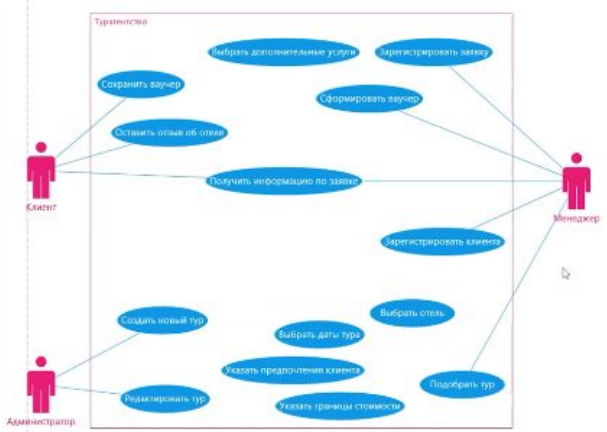 Турагентство
Выбрать дополнительные услуги
Зарегистрировать заявку
Сохранить ваучер
Сформировать ваучер
Оставить отзыв об отеле
Получить информацию по заявке
Клиент
Менеджер
Зарегистрировать клиента
Создать новый тур
Выбрать отель
Выбрать даты тура
Указать предпочтения клиента
Подобрать тур
Редактировать тур
Указать границы стоимости
Администратор